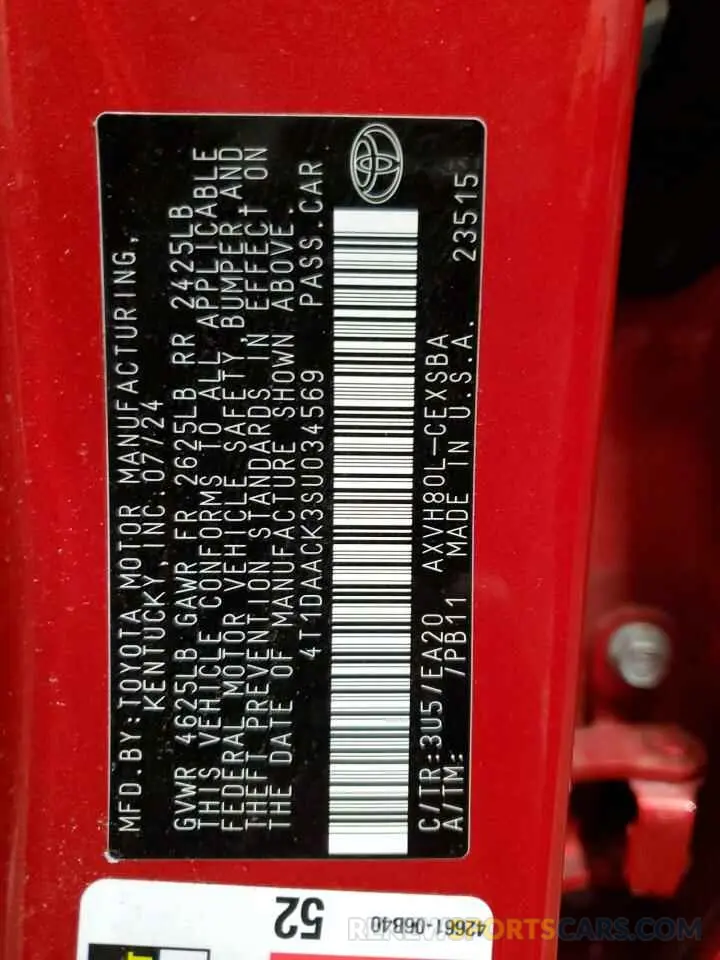 MFD.BY:TOYOTA MOTOR MANUFACTURING,
KENTUCKY,INC.07/24
GVWR 4625LB GAWR FR 2625LB RR 2425LB
THIS VEHICLE CONFORMS TO ALL APPLICABLE
FEDERAL MOTOR VEHICLE SAFETY,BUMPER,AND
THEFT PREVENTION STANDARDS IN EFFECT ON
THE DATE OF MANUFACTURE SHOWN ABOVE.
4T1DAACK3SU034569 PASS.CAR
C/TR:3U5/EA20 AXVH80L-CEXSBA
A/TM: /PB11 MADE IN U.S.A. 23515
52
42661-06B40
RENEWSPORTSCARS.COM